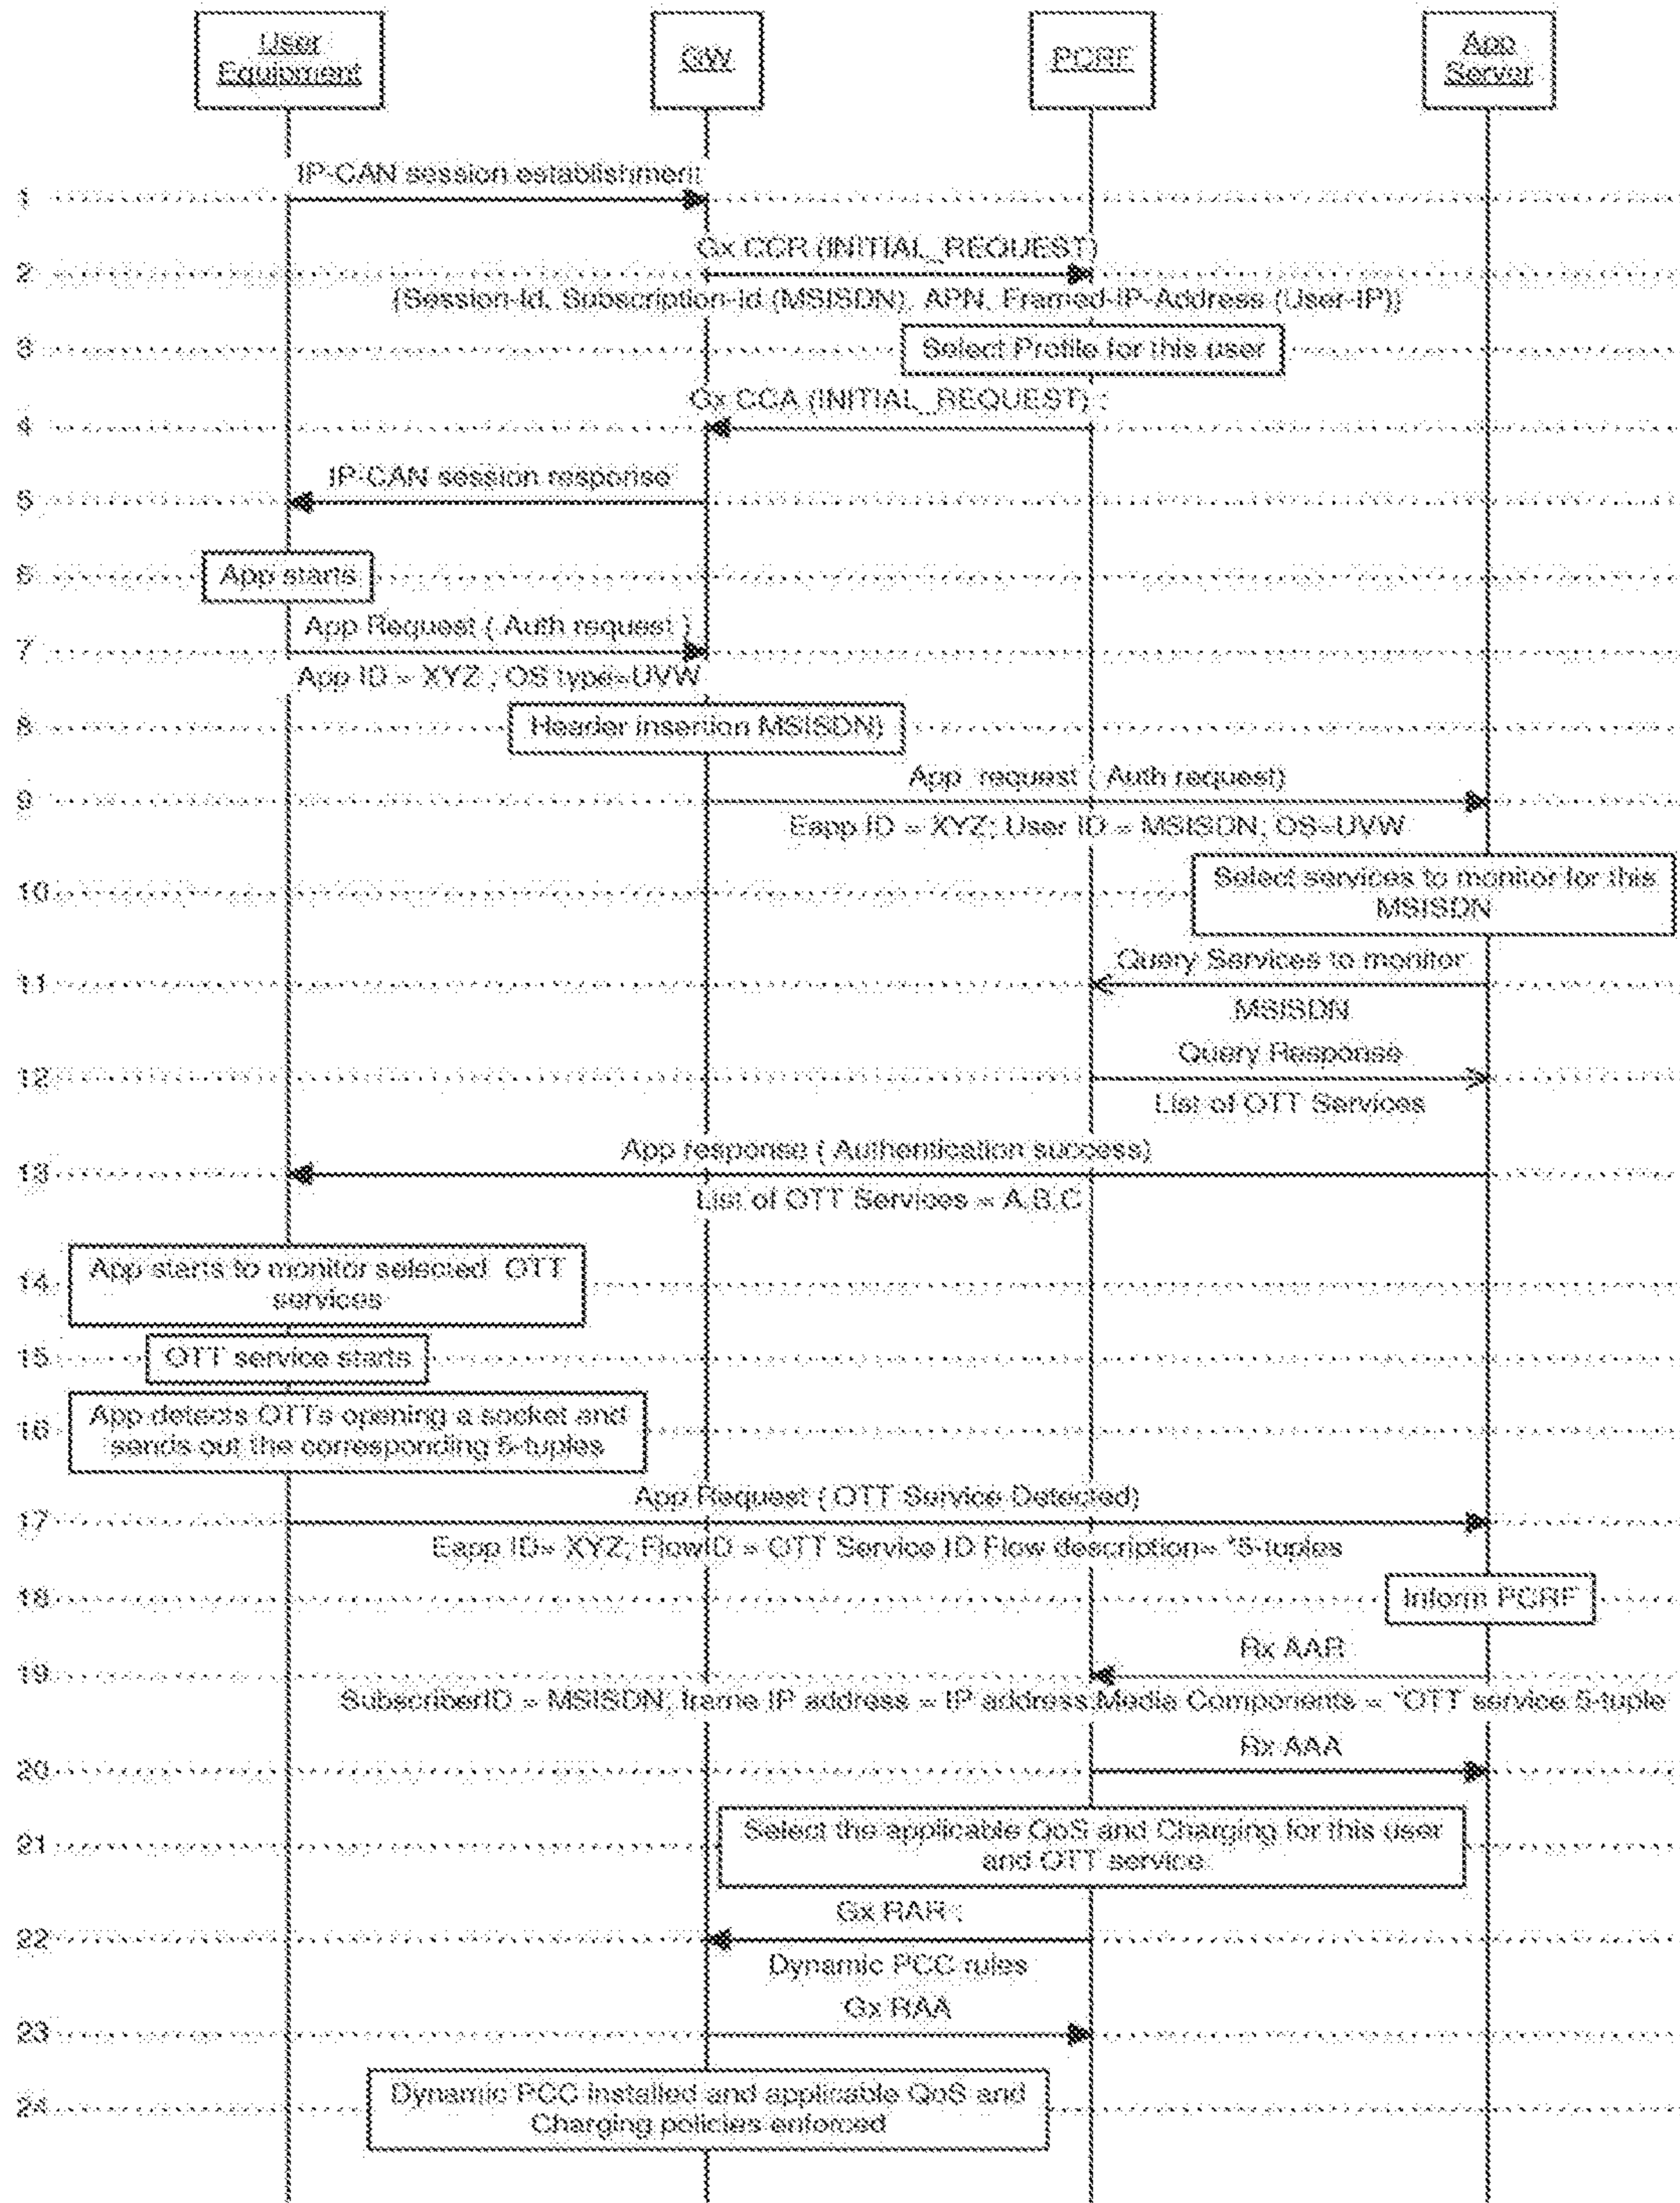 User
Equipment
GW
PCRF
App
Server
IP-CAN session establishment
1
Gx CCR (INITIAL_REQUEST)
2
(Session-Id, Subscription-Id (MSISDN), APN, Framed-IP-Address (User-IP))
3
Select Profile for this user
Gx CCA (INITIAL_REQUEST) :
4
IP-CAN session response
5
6
App starts
App Request ( Auth request )
7
App ID = XYZ ; OS type=UVW
8
Header insertion MSISDN)
App request ( Auth request)
9
Eapp ID = XYZ; User ID = MSISDN; OS=UVW
10
Select services to monitor for this
MSISDN
Query Services to monitor
11
MSISDN
Query Response
12
List of OTT Services
App response ( Authentication success)
13
List of OTT Services = A,B,C
14
App starts to monitor selected OTT
services
15
OTT service starts
16
App detects OTTs opening a socket and
sends out the corresponding 5-tuples
App Request ( OTT Service Detected)
17
Eapp ID= XYZ; FlowID = OTT Service ID Flow description= *5-tuples
18
Inform PCRF
Rx AAR
19
SubscriberID = MSISDN; frame IP address = IP address Media Components = *OTT service 5-tuple
Rx AAA
20
21
Select the applicable QoS and Charging for this user
and OTT service.
Gx RAR :
22
Dynamic PCC rules
Gx RAA
23
24
Dynamic PCC installed and applicable QoS and
Charging policies enforced